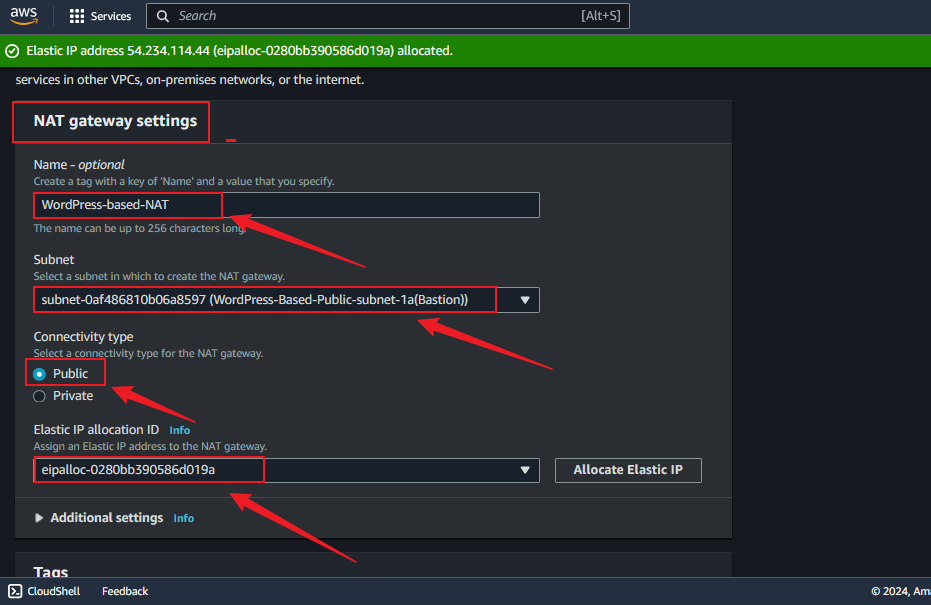 aws Services Search [Alt+S]
Elastic IP address 54.234.114.44 (eipalloc-0280bb390586d019a) allocated.
services in other VPCs, on-premises networks, or the internet.
NAT gateway settings
Name - optional
Create a tag with a key of 'Name' and a value that you specify.
WordPress-based-NAT
The name can be up to 256 characters long.
Subnet
Select a subnet in which to create the NAT gateway.
subnet-0af486810b06a8597 (WordPress-Based-Public-subnet-1a(Bastion))
Connectivity type
Select a connectivity type for the NAT gateway.
Public
Private
Elastic IP allocation ID Info
Assign an Elastic IP address to the NAT gateway.
eipalloc-0280bb390586d019a Allocate Elastic IP
Additional settings Info
Tags
CloudShell Feedback © 2024, Ama